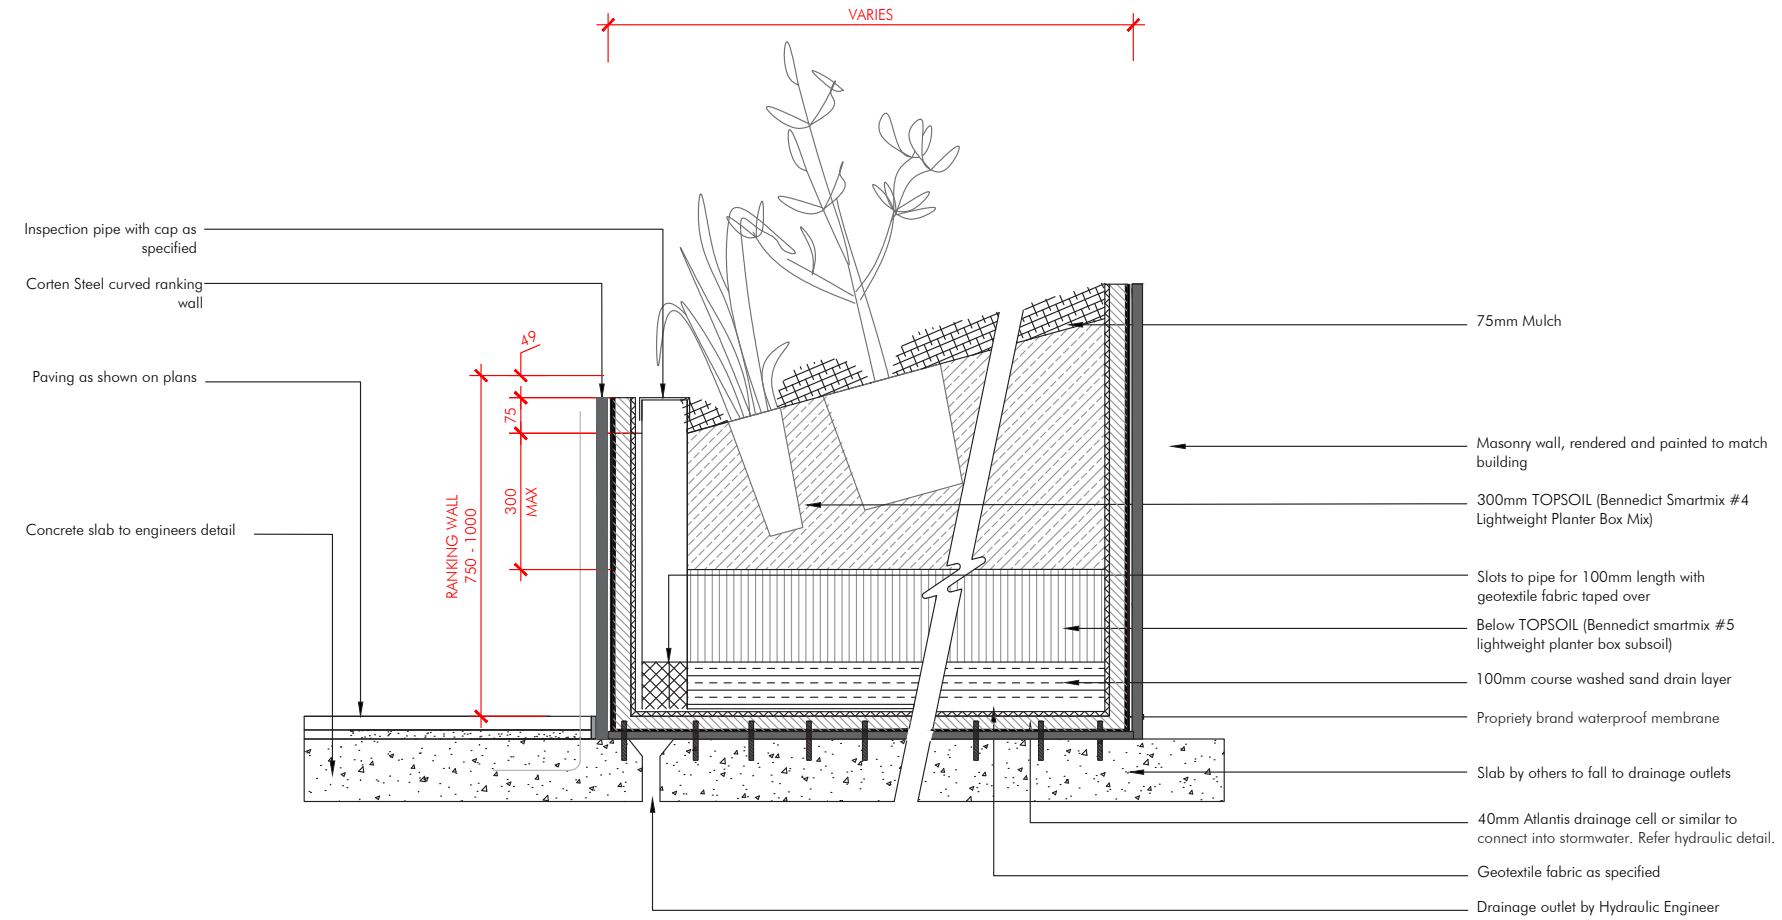 VARIES
Inspection pipe with cap as
specified
Corten Steel curved ranking
wall
Paving as shown on plans
Concrete slab to engineers detail
49
75
300
MAX
RANKING WALL
750 - 1000
75mm Mulch
Masonry wall, rendered and painted to match
building
300mm TOPSOIL (Bennedict Smartmix #4
Lightweight Planter Box Mix)
Slots to pipe for 100mm length with
geotextile fabric taped over
Below TOPSOIL (Bennedict smartmix #5
lightweight planter box subsoil)
100mm course washed sand drain layer
Propriety brand waterproof membrane
Slab by others to fall to drainage outlets
40mm Atlantis drainage cell or similar to
connect into stormwater. Refer hydraulic detail.
Geotextile fabric as specified
Drainage outlet by Hydraulic Engineer